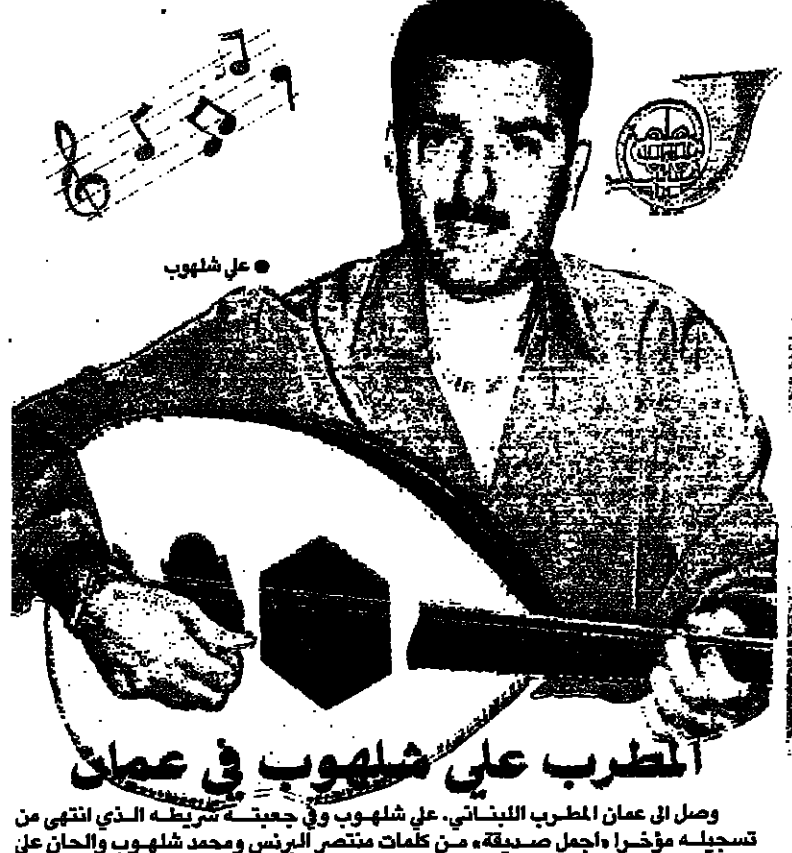 ● علي شلهوب
المطرب علي شلهوب في عمان
وصل الى عمان المطرب اللبناني، علي شلهوب وفي جعبته شريطه الذي انتهى من
تسجيله مؤخرا «أجمل صديقة» من كلمات منتصر البرنس ومحمد شلهوب والحان علي